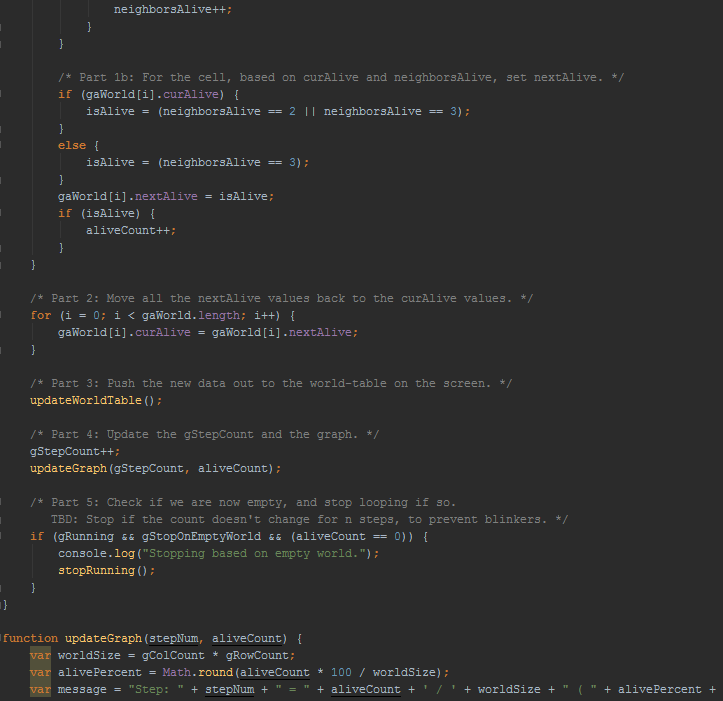 neighborsAlive++;
}
}
/* Part 1b: For the cell, based on curAlive and neighborsAlive, set nextAlive. */
if (gaWorld[i].curAlive) {
isAlive = (neighborsAlive == 2 || neighborsAlive == 3);
}
else {
isAlive = (neighborsAlive == 3);
}
gaWorld[i].nextAlive = isAlive;
if (isAlive) {
aliveCount++;
}
}
/* Part 2: Move all the nextAlive values back to the curAlive values. */
for (i = 0; i < gaWorld.length; i++) {
gaWorld[i].curAlive = gaWorld[i].nextAlive;
}
/* Part 3: Push the new data out to the world-table on the screen. */
updateWorldTable();
/* Part 4: Update the gStepCount and the graph. */
gStepCount++;
updateGraph(gStepCount, aliveCount);
/* Part 5: Check if we are now empty, and stop looping if so.
TBD: Stop if the count doesn't change for n steps, to prevent blinkers. */
if (gRunning && gStopOnEmptyWorld && (aliveCount == 0)) {
console.log("Stopping based on empty world.");
stopRunning();
}
}
function updateGraph(stepNum, aliveCount) {
var worldSize = gColCount * gRowCount;
var alivePercent = Math.round(aliveCount * 100 / worldSize);
var message = "Step: " + stepNum + " = " + aliveCount + ' / ' + worldSize + " ( " + alivePercent +